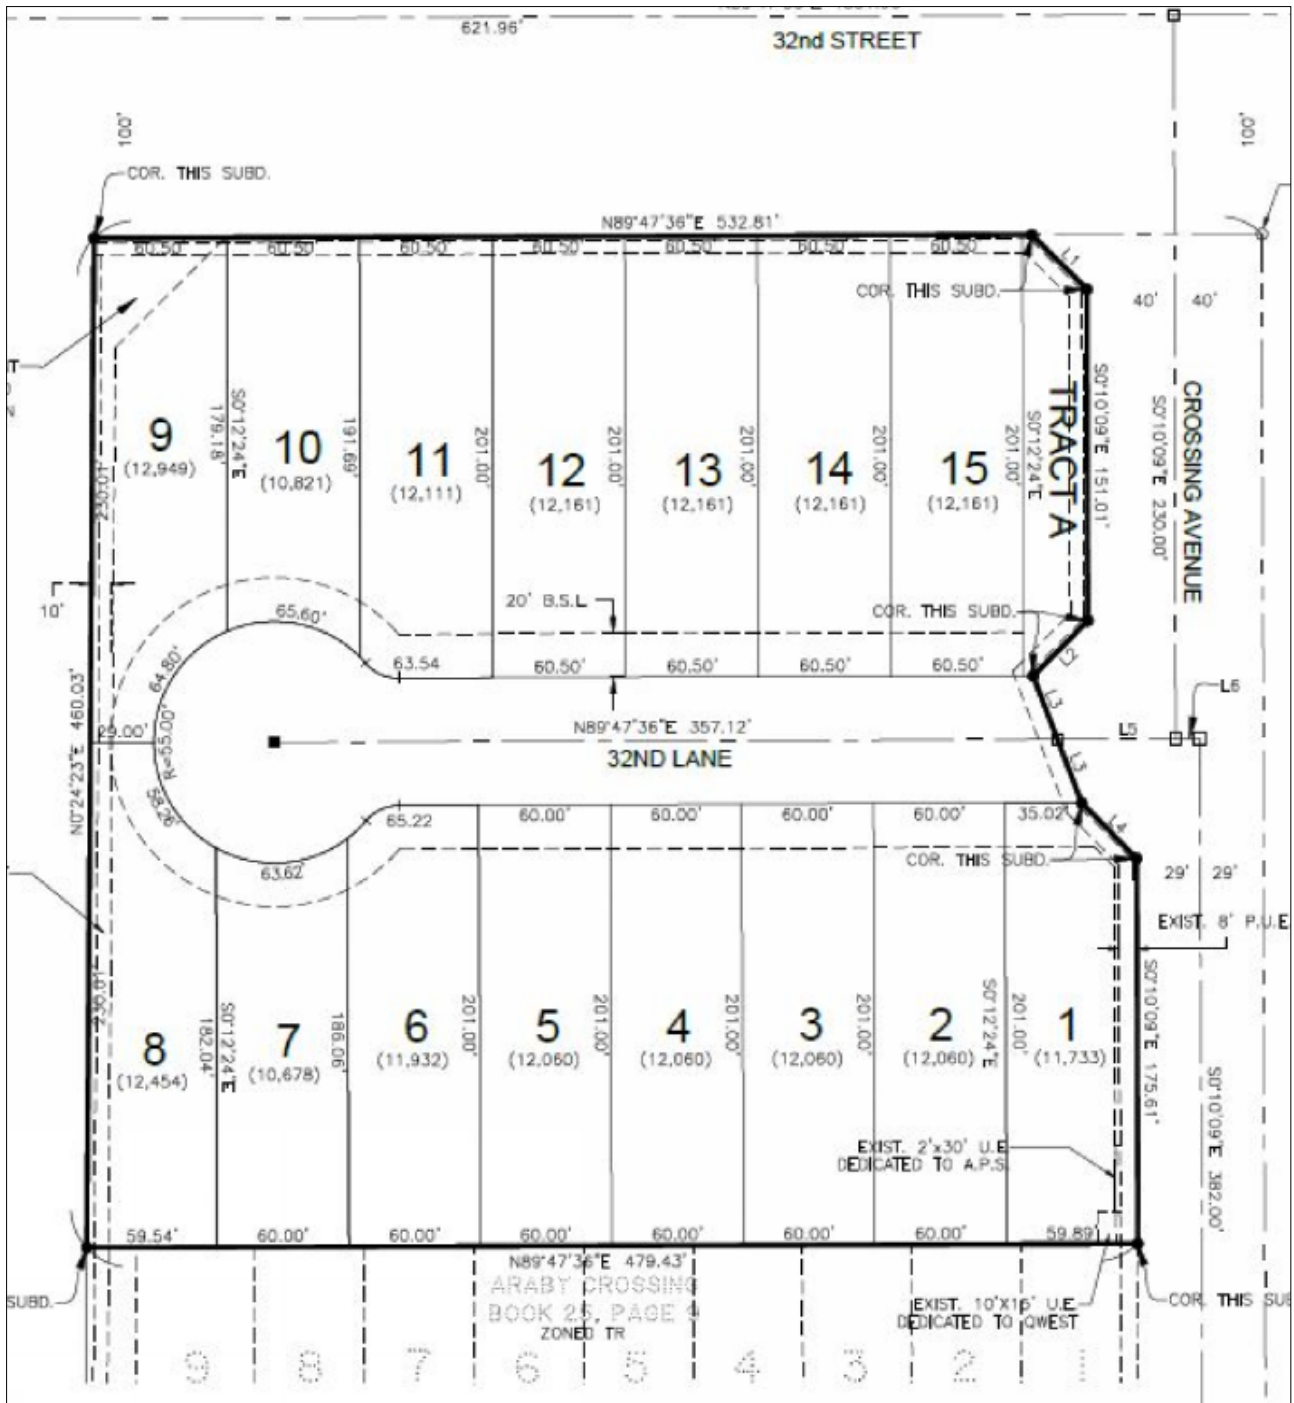 621.96'
32nd STREET
100'
100'
COR. THIS SUBD.
N89°47'36"E 532.81'
60.50'
60.50'
60.50'
60.50'
60.50'
60.50'
60.50'
L1
COR. THIS SUBD.
40'
40'
9
(12,949)
179.18'
S0°12'24"E
10
(10,821)
191.69'
11
(12,111)
201.00'
12
(12,161)
201.00'
13
(12,161)
201.00'
14
(12,161)
201.00'
15
(12,161)
201.00'
S0°12'24"E
TRACT A
S0°10'09"E 151.01'
S0°10'09"E 230.00'
CROSSING AVENUE
230.01'
10'
20' B.S.L
COR. THIS SUBD.
65.60'
64.80'
63.54
60.50'
60.50'
60.50'
60.50'
L2
L3
L6
N0°24'23"E 460.03'
29.00'
R=55.00'
N89°47'36"E 357.12'
32ND LANE
L5
L3
58.26'
63.62'
65.22
60.00'
60.00'
60.00'
60.00'
35.02'
L4
COR. THIS SUBD.
29'
29'
EXIST. 8' P.U.E
230.01'
8
(12,454)
182.04'
S0°12'24"E
7
(10,678)
186.06'
6
(11,932)
201.00'
5
(12,060)
201.00'
4
(12,060)
201.00'
3
(12,060)
201.00'
2
(12,060)
S0°12'24"E
201.00'
1
(11,733)
S0°10'09"E 175.61'
S0°10'09"E 382.00'
EXIST. 2'x30' U.E
DEDICATED TO A.P.S.
59.54'
60.00'
60.00'
60.00'
60.00'
60.00'
60.00'
59.89'
N89°47'36"E 479.43'
ARABY CROSSING
BOOK 25, PAGE 9
ZONED TR
SUBD.
EXIST. 10'X15' U.E
DEDICATED TO QWEST
COR. THIS SUB
9
8
7
6
5
4
3
2
1